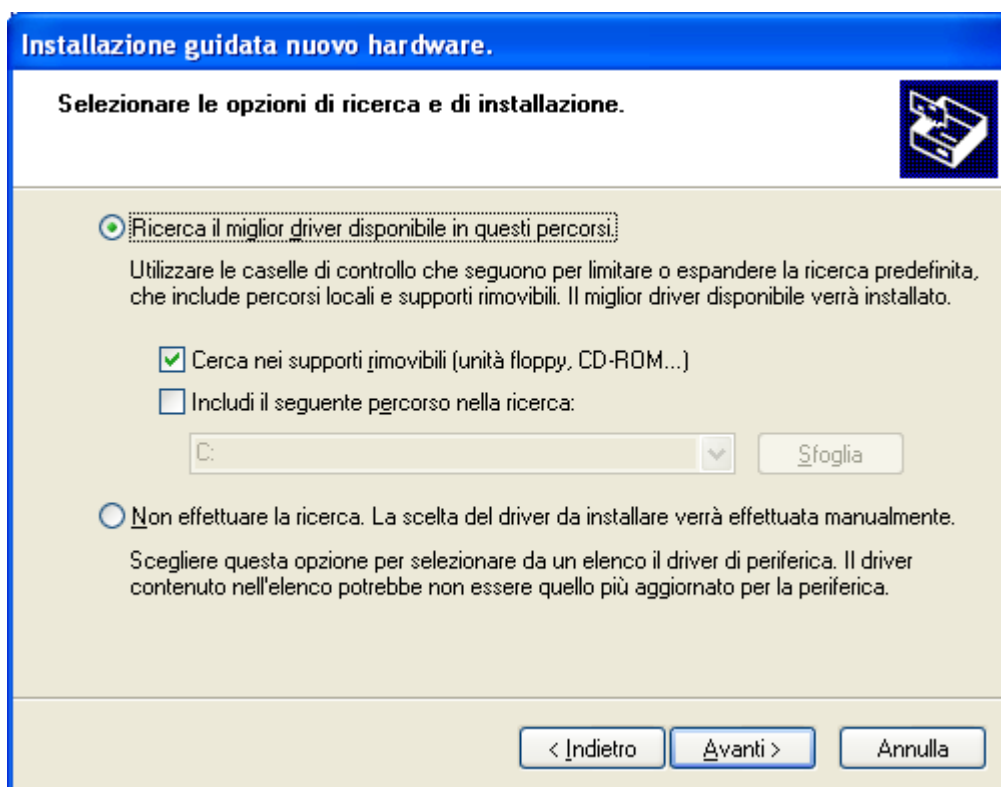 Installazione guidata nuovo hardware.
Selezionare le opzioni di ricerca e di installazione.
Ricerca il miglior driver disponibile in questi percorsi.
Utilizzare le caselle di controllo che seguono per limitare o espandere la ricerca predefinita,
che include percorsi locali e supporti rimovibili. Il miglior driver disponibile verrà installato.
Cerca nei supporti rimovibili (unità floppy, CD-ROM...)
Includi il seguente percorso nella ricerca:
C: Sfoglia
Non effettuare la ricerca. La scelta del driver da installare verrà effettuata manualmente.
Scegliere questa opzione per selezionare da un elenco il driver di periferica. Il driver
contenuto nell'elenco potrebbe non essere quello più aggiornato per la periferica.
< Indietro Avanti > Annulla